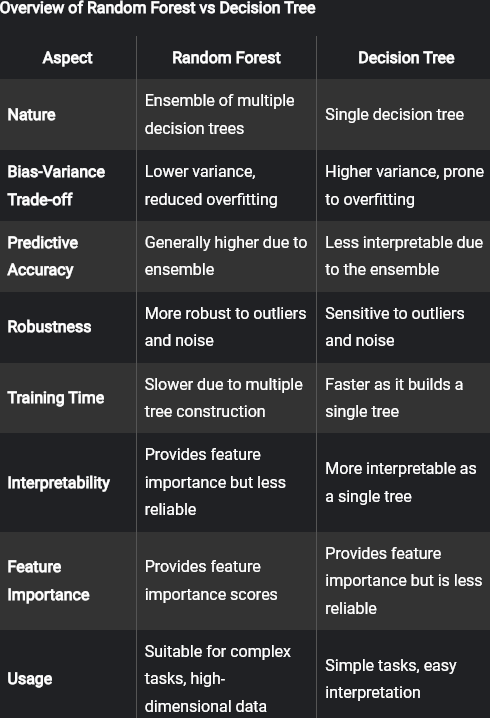 Overview of Random Forest vs Decision Tree
Aspect
Random Forest
Decision Tree
Nature
Ensemble of multiple
decision trees
Single decision tree
Bias-Variance
Trade-off
Lower variance,
reduced overfitting
Higher variance, prone
to overfitting
Predictive
Accuracy
Generally higher due to
ensemble
Less interpretable due
to the ensemble
Robustness
More robust to outliers
and noise
Sensitive to outliers
and noise
Training Time
Slower due to multiple
tree construction
Faster as it builds a
single tree
Interpretability
Provides feature
importance but less
reliable
More interpretable as
a single tree
Feature
Importance
Provides feature
importance scores
Provides feature
importance but is less
reliable
Usage
Suitable for complex
tasks, high-
dimensional data
Simple tasks, easy
interpretation